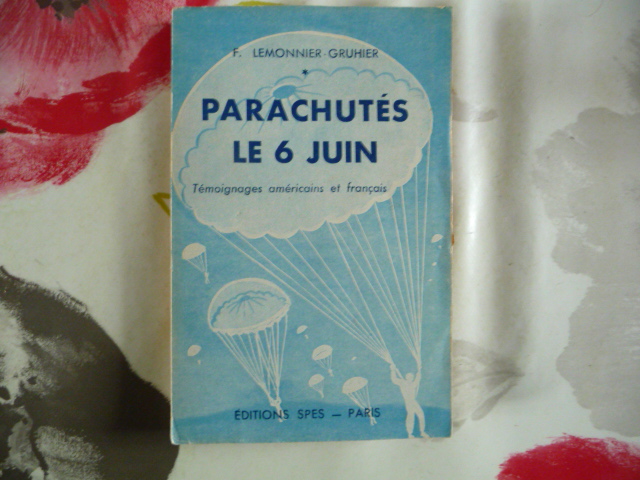 F. LEMONNIER-GRUHIER
*
PARACHUTÉS
LE 6 JUIN
Témoignages américains et français
ÉDITIONS SPES — PARIS